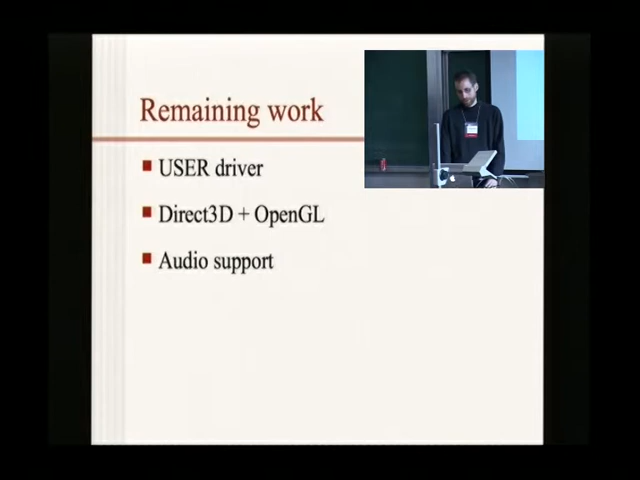 Remaining work
USER driver
Direct3D + OpenGL
Audio support